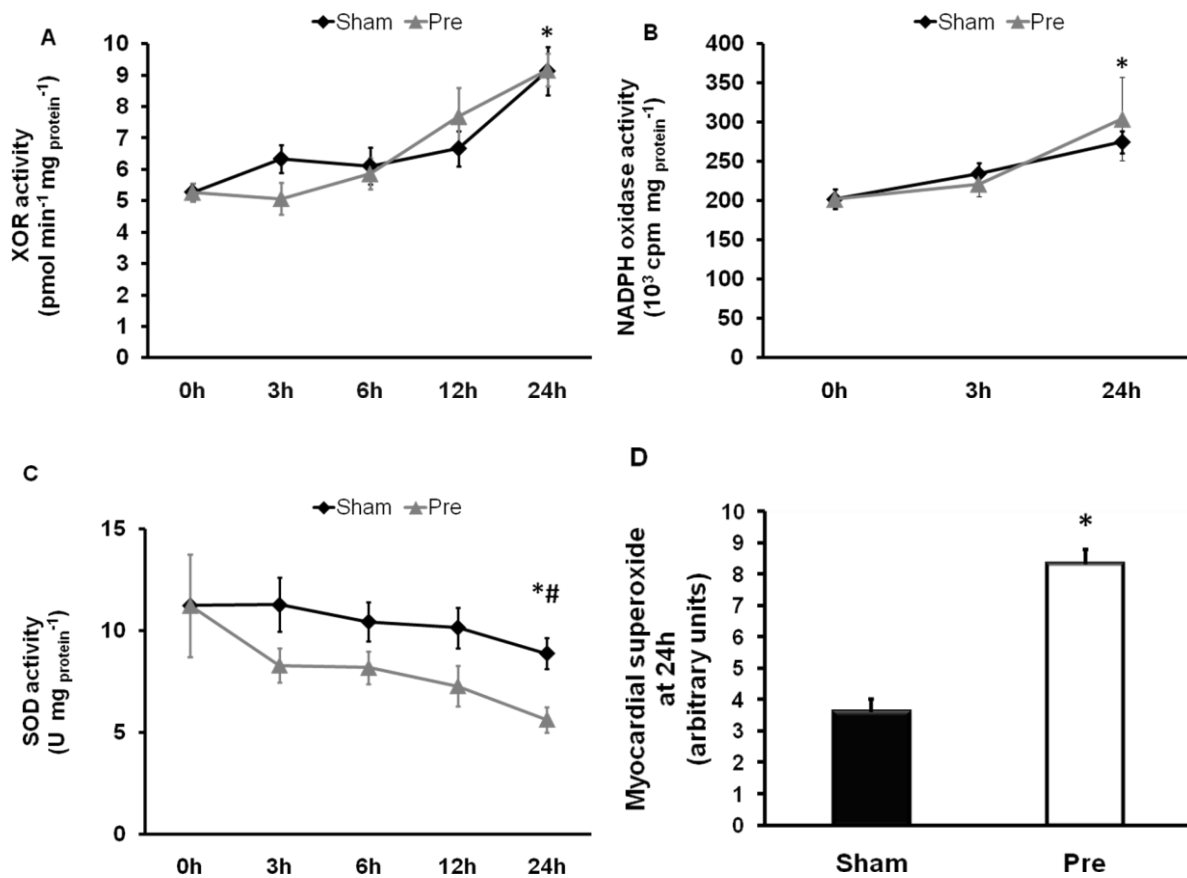 A
Sham Pre
*
10
9
8
7
6
5
4
3
2
1
0
XOR activity
(pmol min⁻¹ mg protein⁻¹)
0h 3h 6h 12h 24h
B
Sham Pre
*
400
350
300
250
200
150
100
50
0
NADPH oxidase activity
(10³ cpm mg protein⁻¹)
0h 3h 24h
C
Sham Pre
*#
15
10
5
0
SOD activity
(U mg protein⁻¹)
0h 3h 6h 12h 24h
D
*
10
9
8
7
6
5
4
3
2
1
0
Myocardial superoxide
at 24h
(arbitrary units)
Sham Pre